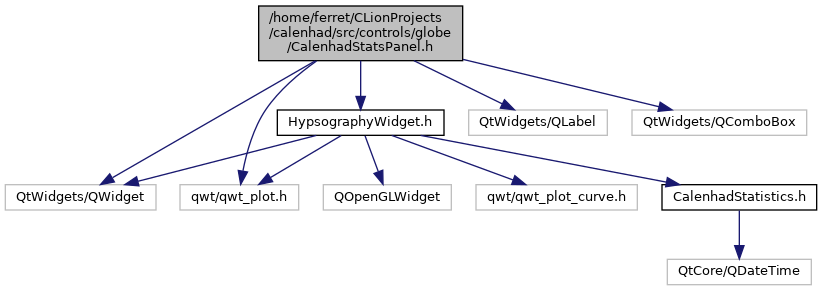 /home/ferret/CLionProjects
/calenhad/src/controls/globe
/CalenhadStatsPanel.h
HypsographyWidget.h
QtWidgets/QLabel
QtWidgets/QComboBox
QtWidgets/QWidget
qwt/qwt_plot.h
QOpenGLWidget
qwt/qwt_plot_curve.h
CalenhadStatistics.h
QtCore/QDateTime